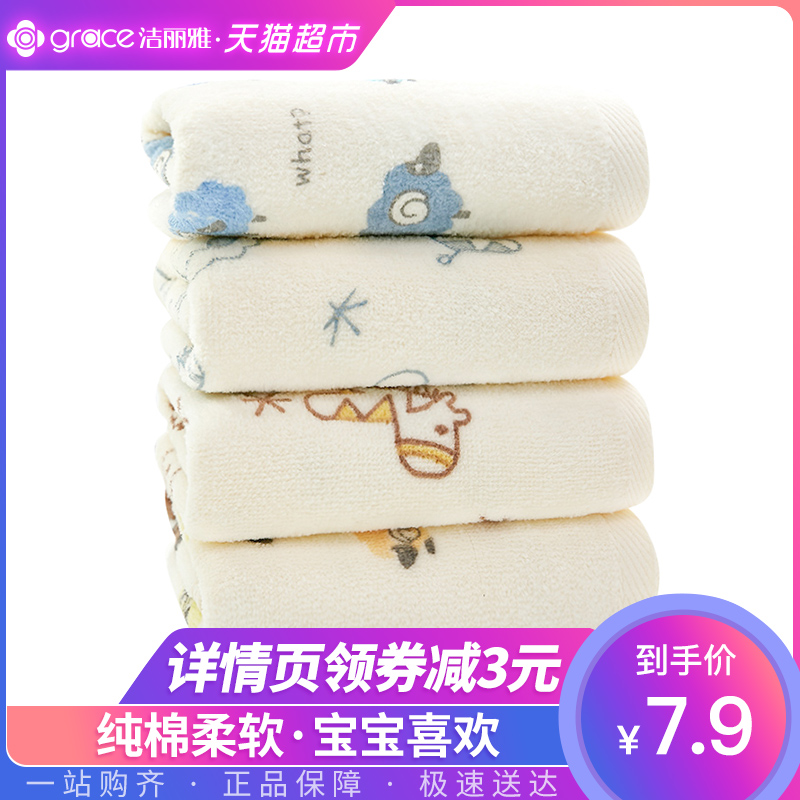 grace 洁丽雅·天猫超市
what?
详情页领券减3元
到手价
¥7.9
纯棉柔软·宝宝喜欢
一站购齐 · 正品保障 · 极速送达